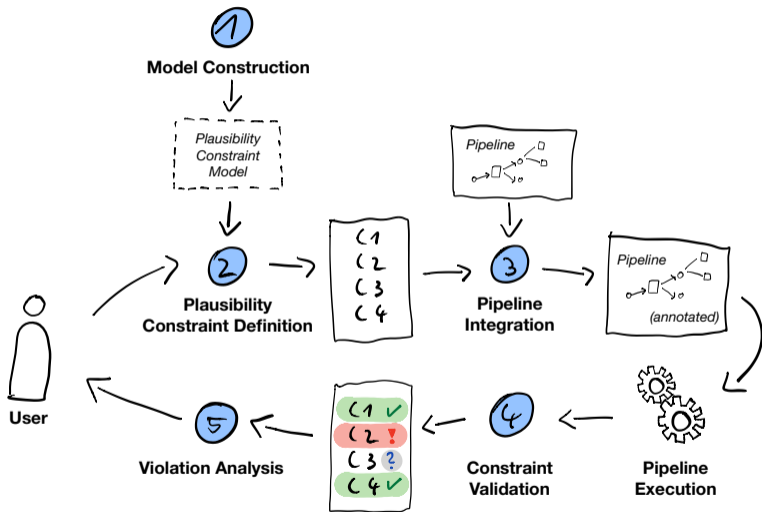 1
Model Construction
Plausibility
Constraint
Model
2
Plausibility
Constraint Definition
C1
C2
C3
C4
Pipeline
3
Pipeline
Integration
Pipeline
(annotated)
User
5
Violation Analysis
C1 ✓
C2 !
C3 ?
C4 ✓
4
Constraint
Validation
Pipeline
Execution